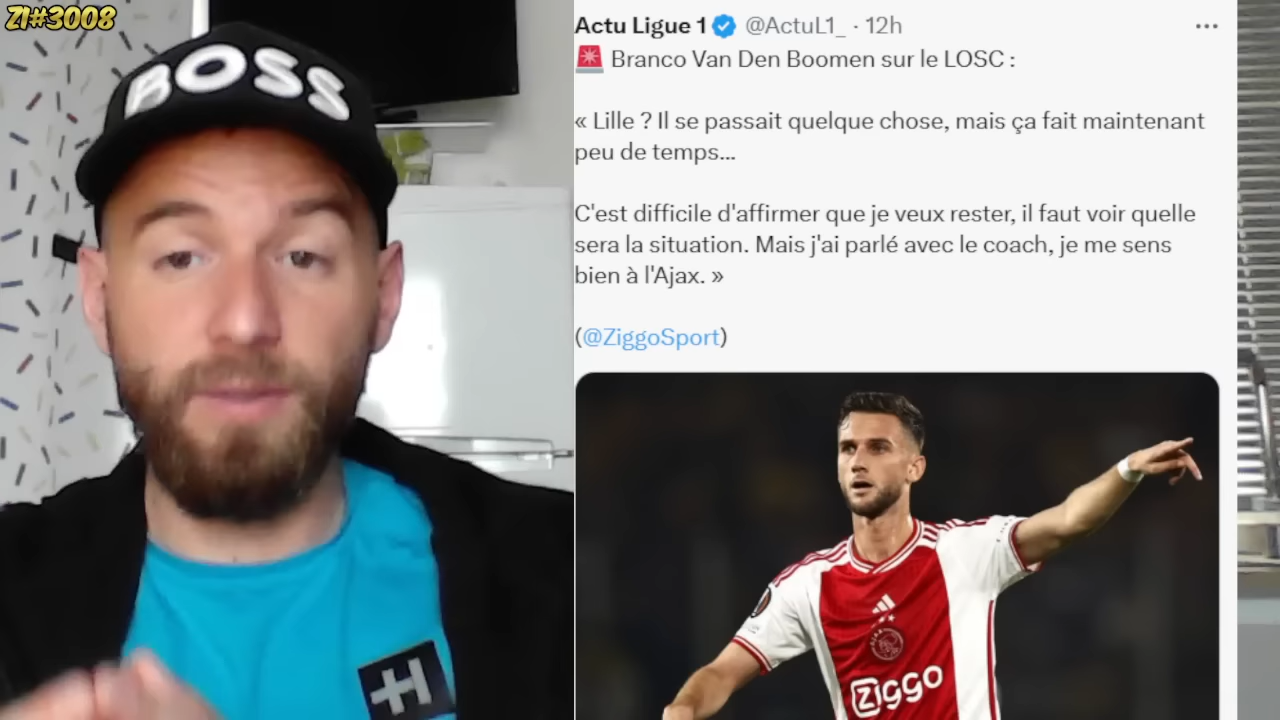 ZI#3008
BOSS
H
Actu Ligue 1 @ActuL1_ · 12h
🚨 Branco Van Den Boomen sur le LOSC :
« Lille ? Il se passait quelque chose, mais ça fait maintenant
peu de temps...
C'est difficile d'affirmer que je veux rester, il faut voir quelle
sera la situation. Mais j'ai parlé avec le coach, je me sens
bien à l'Ajax. »
(@ZiggoSport)
ziggo